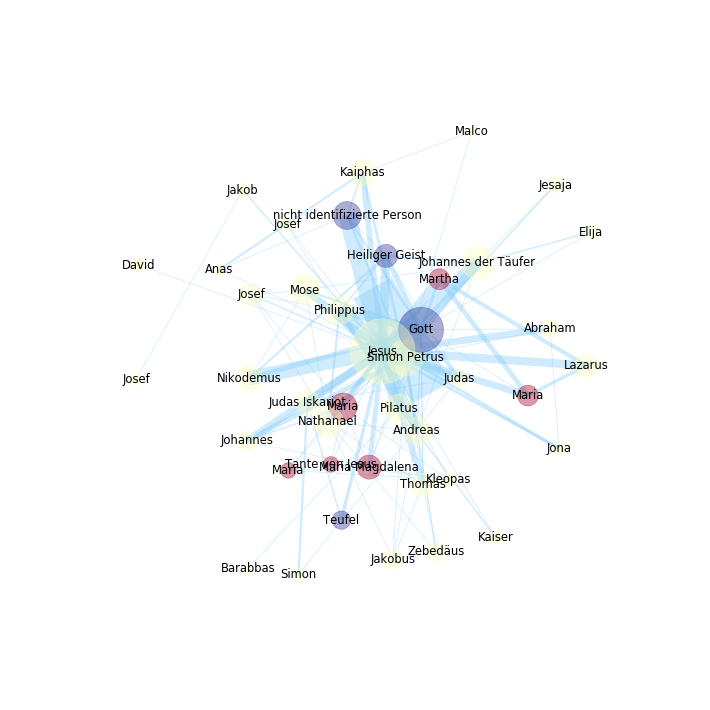 Malco
Kaiphas
Jesaja
Jakob
nicht identifizierte Person
Josef
Elija
Heiliger Geist
Johannes der Täufer
David
Anas
Martha
Mose
Josef
Philippus
Gott
Abraham
Jesus
Simon Petrus
Lazarus
Josef
Nikodemus
Judas
Maria
Judas Iskariot
Maria
Pilatus
Nathanael
Andreas
Johannes
Jona
Tante von Jesus
Maria Magdalena
Maria
Kleopas
Thomas
Teufel
Kaiser
Zebedäus
Jakobus
Barabbas
Simon